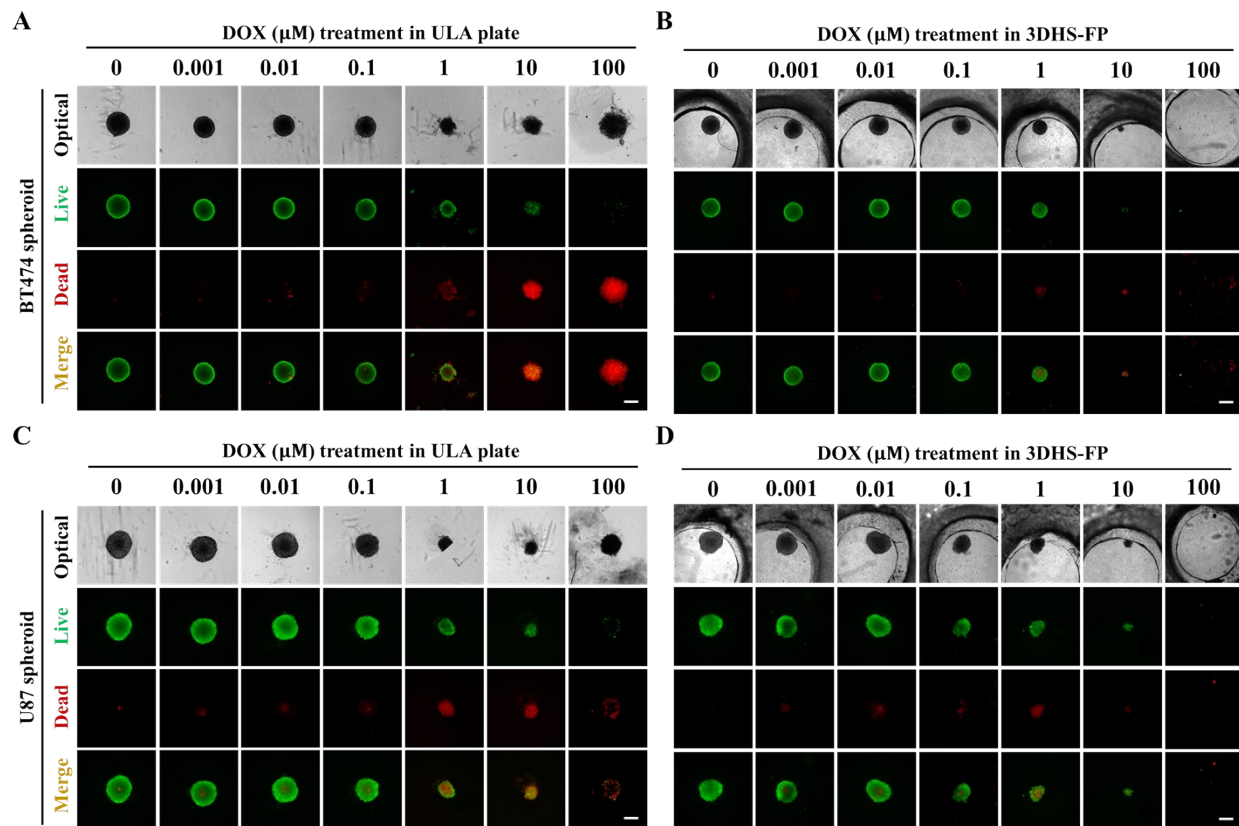 A
DOX (μM) treatment in ULA plate
0 0.001 0.01 0.1 1 10 100
BT474 spheroid
Optical
Live
Dead
Merge
B
DOX (μM) treatment in 3DHS-FP
0 0.001 0.01 0.1 1 10 100
C
DOX (μM) treatment in ULA plate
0 0.001 0.01 0.1 1 10 100
U87 spheroid
Optical
Live
Dead
Merge
D
DOX (μM) treatment in 3DHS-FP
0 0.001 0.01 0.1 1 10 100